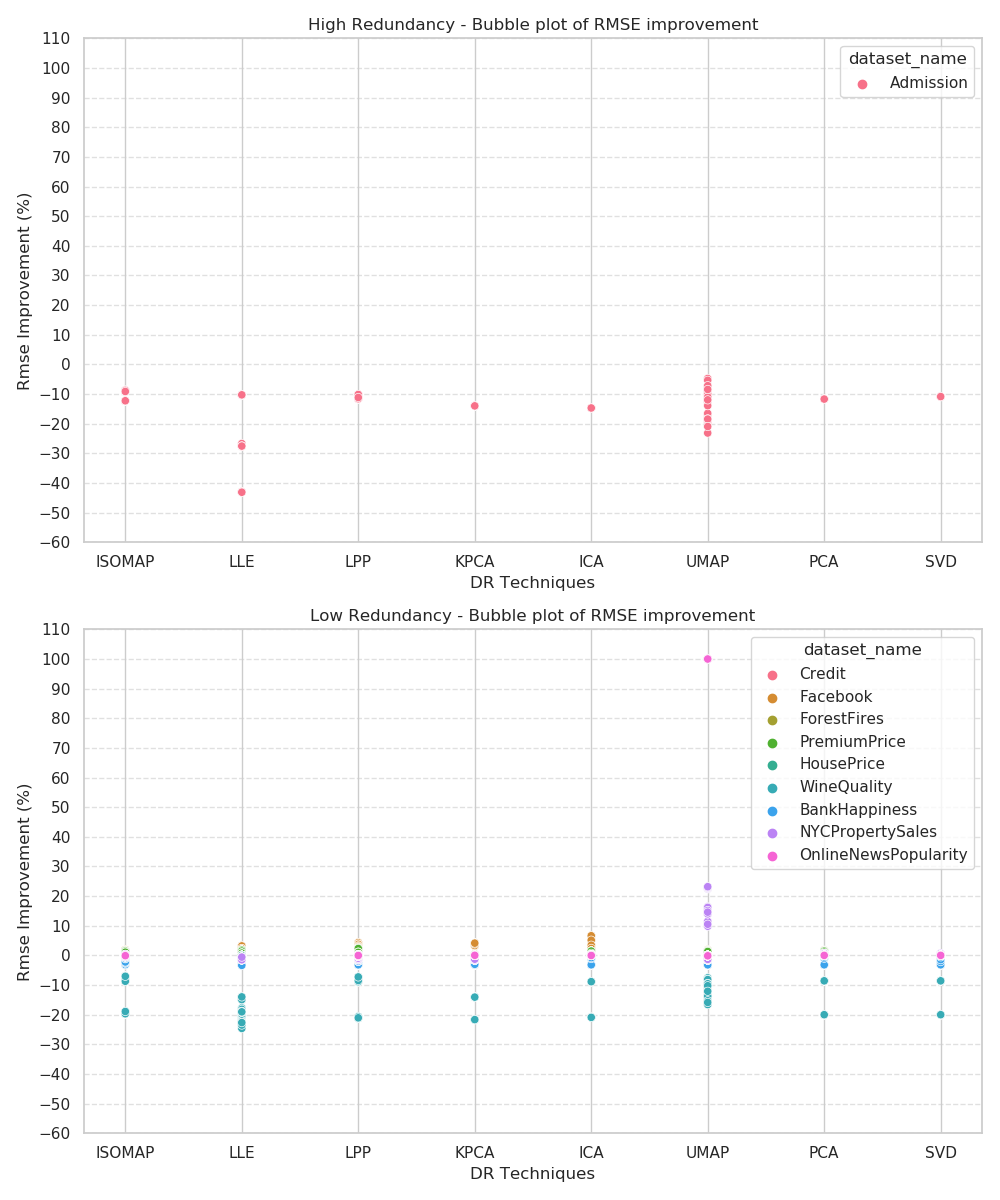 High Redundancy - Bubble plot of RMSE improvement
Rmse Improvement (%)
110
100
90
80
70
60
50
40
30
20
10
0
−10
−20
−30
−40
−50
−60
dataset_name
Admission
ISOMAP LLE LPP KPCA ICA UMAP PCA SVD
DR Techniques
Low Redundancy - Bubble plot of RMSE improvement
Rmse Improvement (%)
110
100
90
80
70
60
50
40
30
20
10
0
−10
−20
−30
−40
−50
−60
dataset_name
Credit
Facebook
ForestFires
PremiumPrice
HousePrice
WineQuality
BankHappiness
NYCPropertySales
OnlineNewsPopularity
ISOMAP LLE LPP KPCA ICA UMAP PCA SVD
DR Techniques